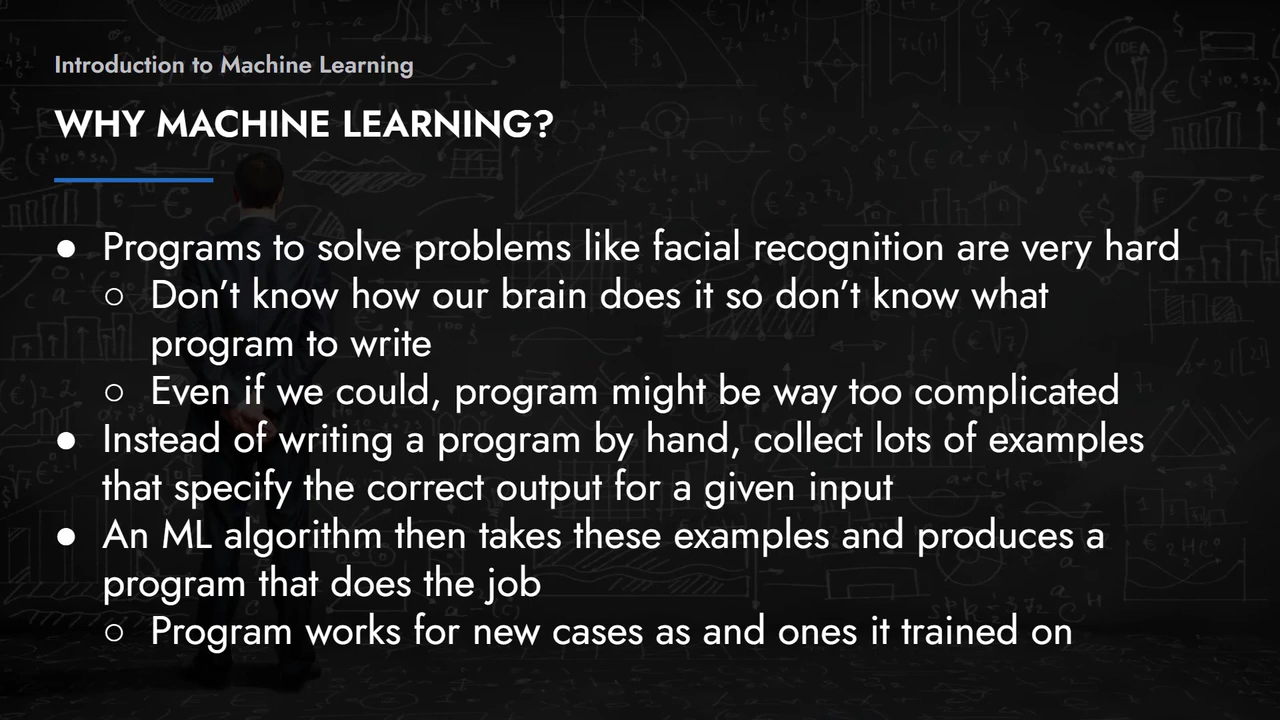 Introduction to Machine Learning
WHY MACHINE LEARNING?
● Programs to solve problems like facial recognition are very hard
○ Don’t know how our brain does it so don’t know what
program to write
○ Even if we could, program might be way too complicated
● Instead of writing a program by hand, collect lots of examples
that specify the correct output for a given input
● An ML algorithm then takes these examples and produces a
program that does the job
○ Program works for new cases as and ones it trained on
IDEA